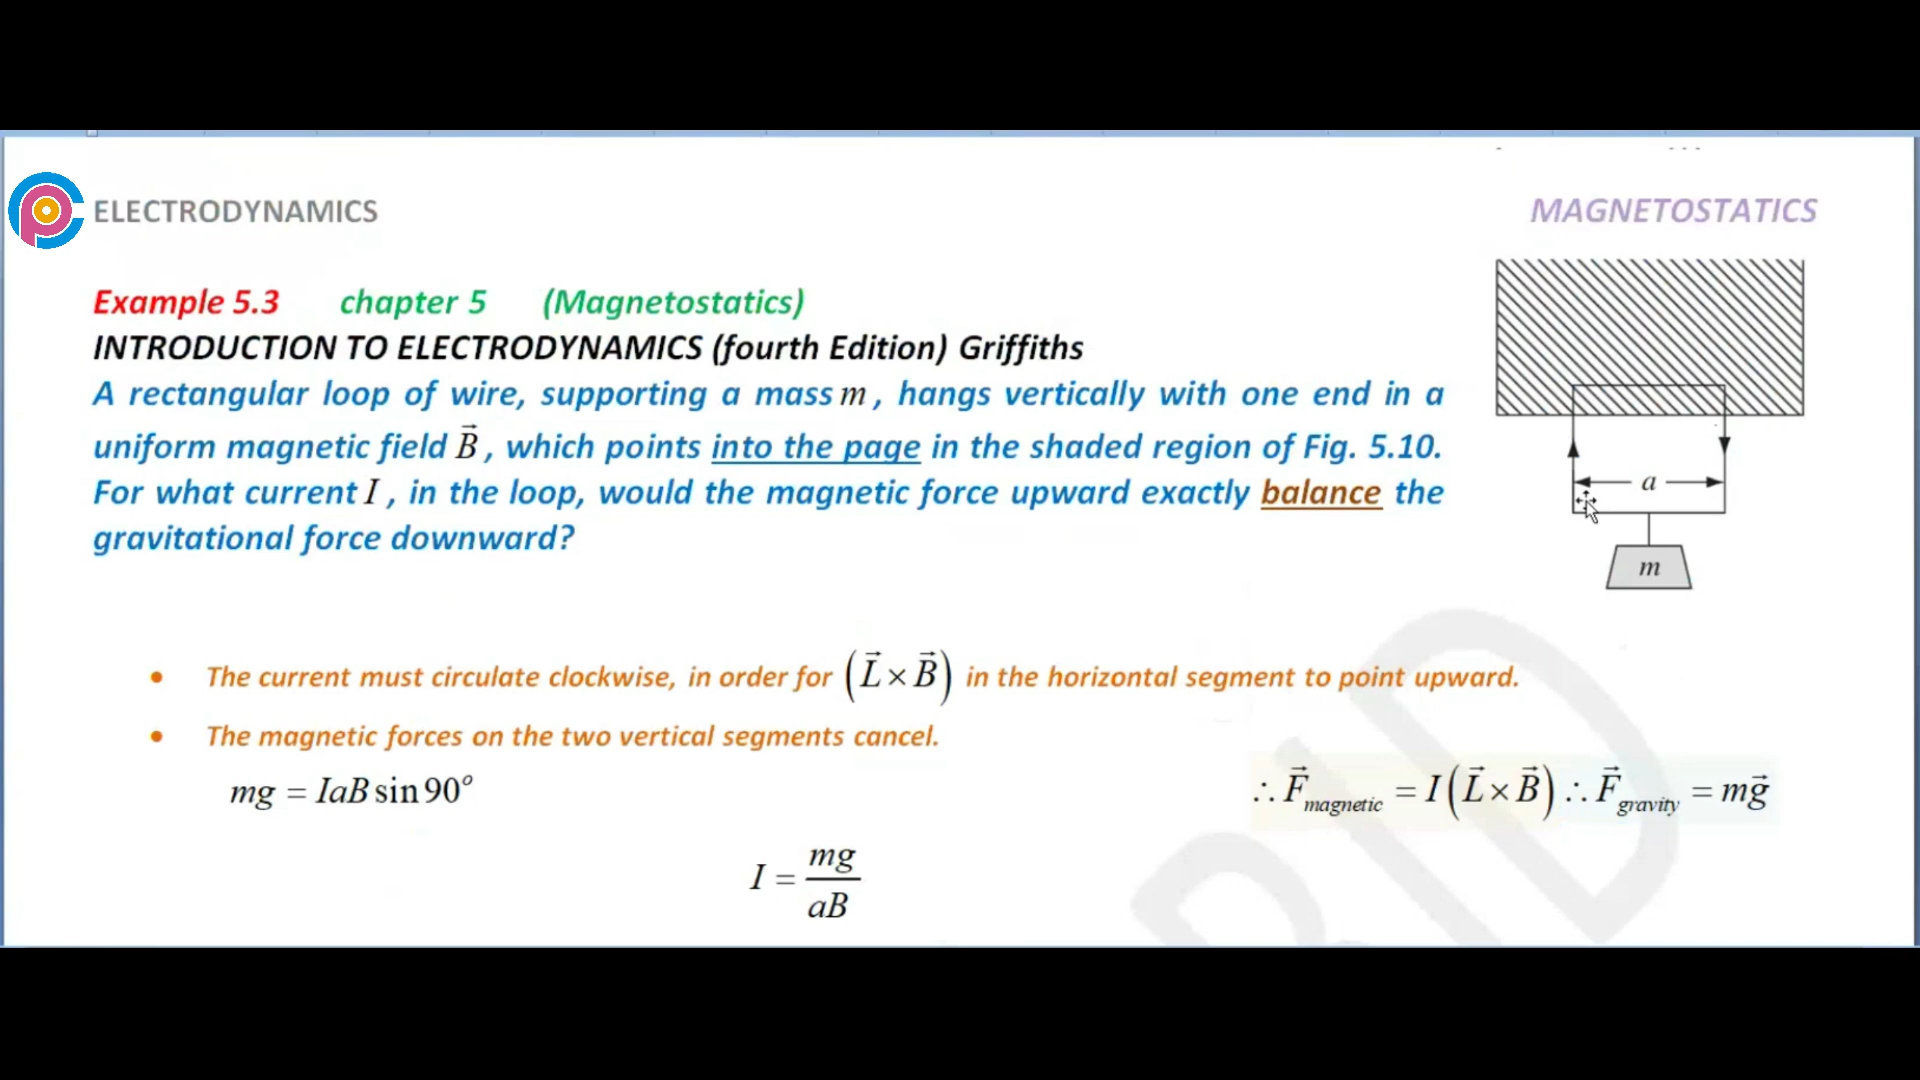 ELECTRODYNAMICS
MAGNETOSTATICS
Example 5.3 chapter 5 (Magnetostatics)
INTRODUCTION TO ELECTRODYNAMICS (fourth Edition) Griffiths
A rectangular loop of wire, supporting a mass m, hangs vertically with one end in a
uniform magnetic field B⃗, which points into the page in the shaded region of Fig. 5.10.
For what current I, in the loop, would the magnetic force upward exactly balance the
gravitational force downward?
a
m
• The current must circulate clockwise, in order for (L⃗ × B⃗) in the horizontal segment to point upward.
• The magnetic forces on the two vertical segments cancel.
mg = IaB sin 90°
∴ F⃗magnetic = I(L⃗ × B⃗) ∴ F⃗gravity = mg⃗
I = mg/aB